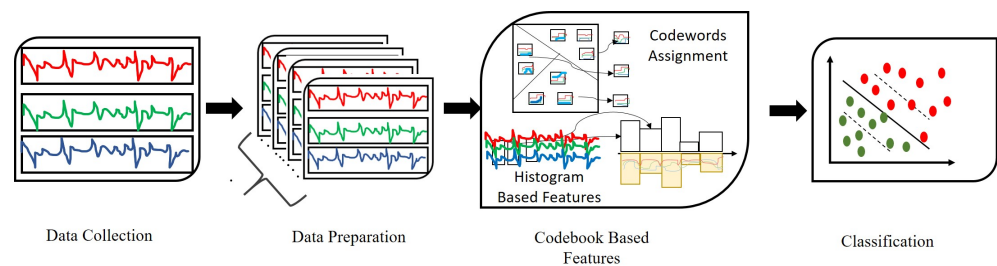 Codewords
Assignment
Histogram
Based Features
Data Collection
Data Preparation
Codebook Based
Features
Classification